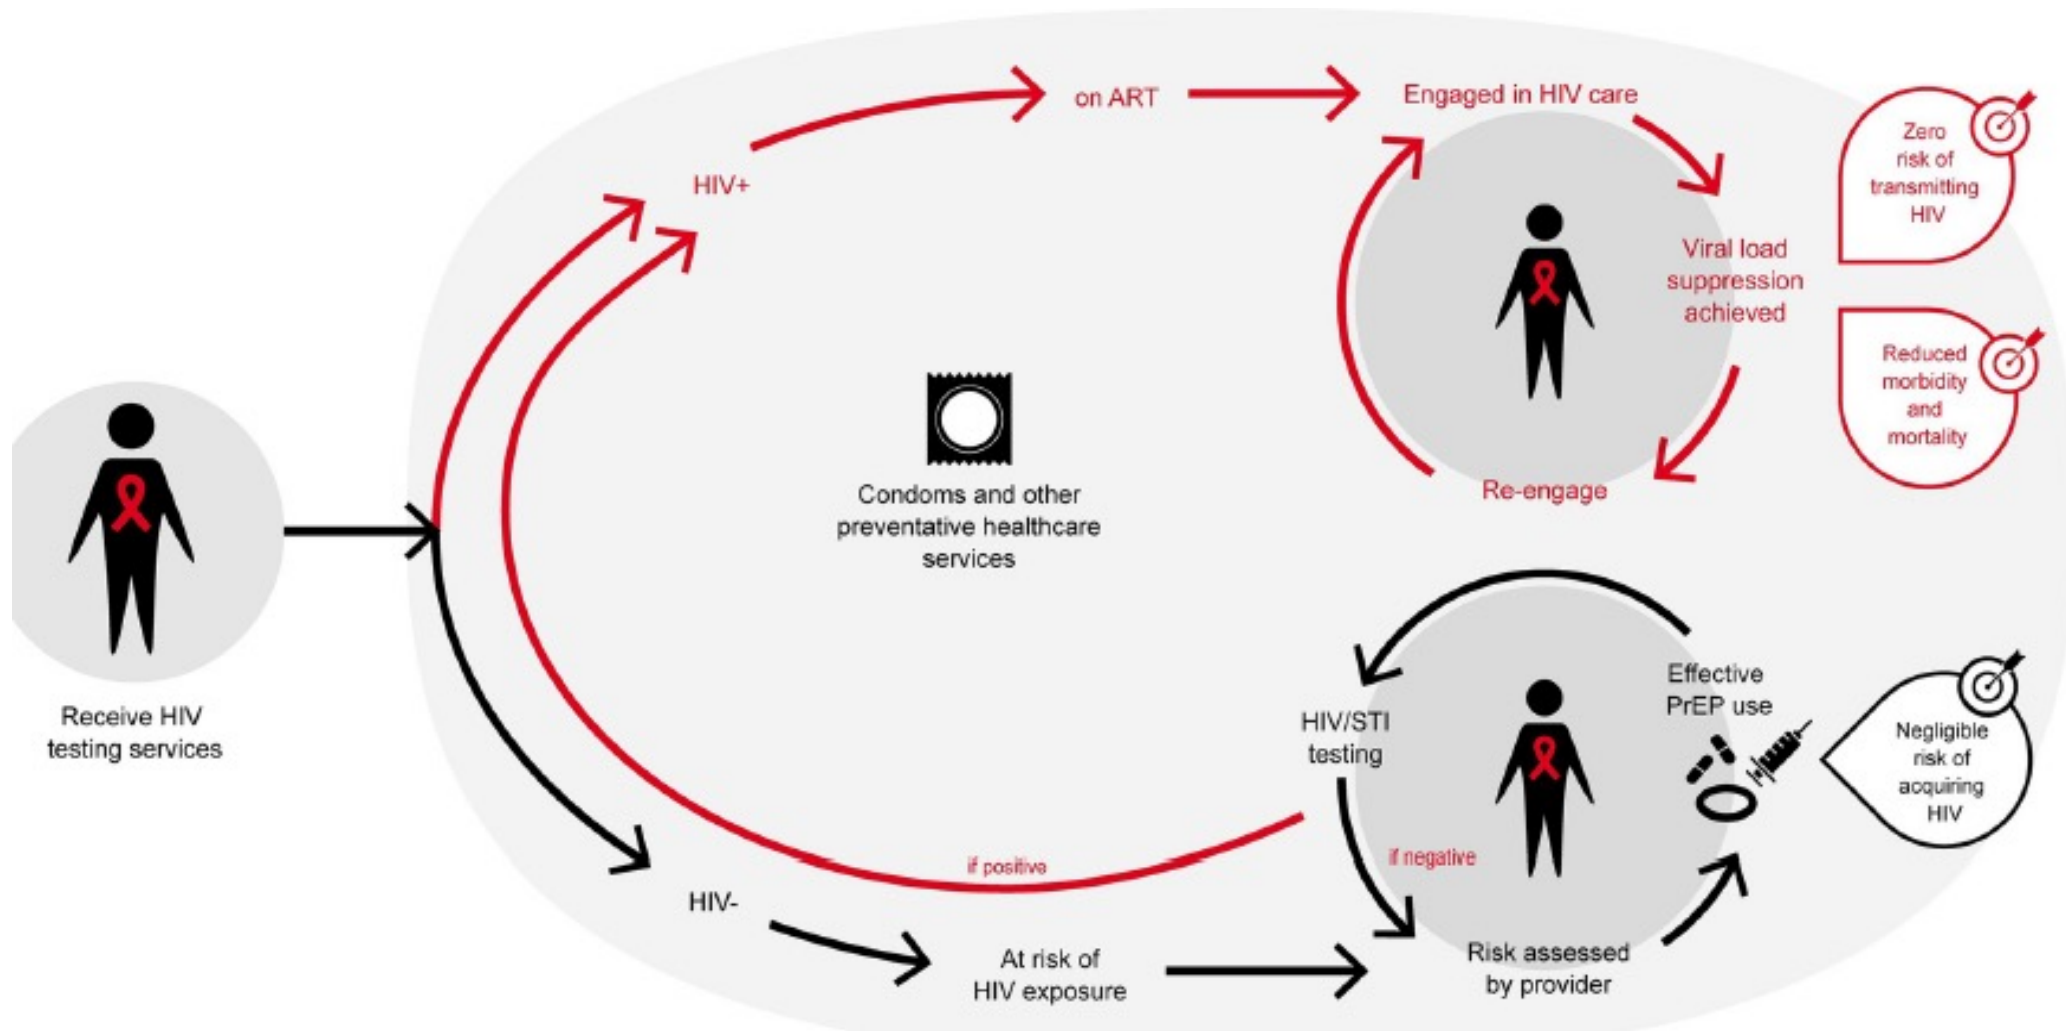 Receive HIV
testing services
HIV+
on ART
Engaged in HIV care
Viral load
suppression
achieved
Re-engage
Zero
risk of
transmitting
HIV
Reduced
morbidity
and
mortality
Condoms and other
preventative healthcare
services
HIV-
At risk of
HIV exposure
Risk assessed
by provider
Effective
PrEP use
HIV/STI
testing
if positive
if negative
Negligible
risk of
acquiring
HIV